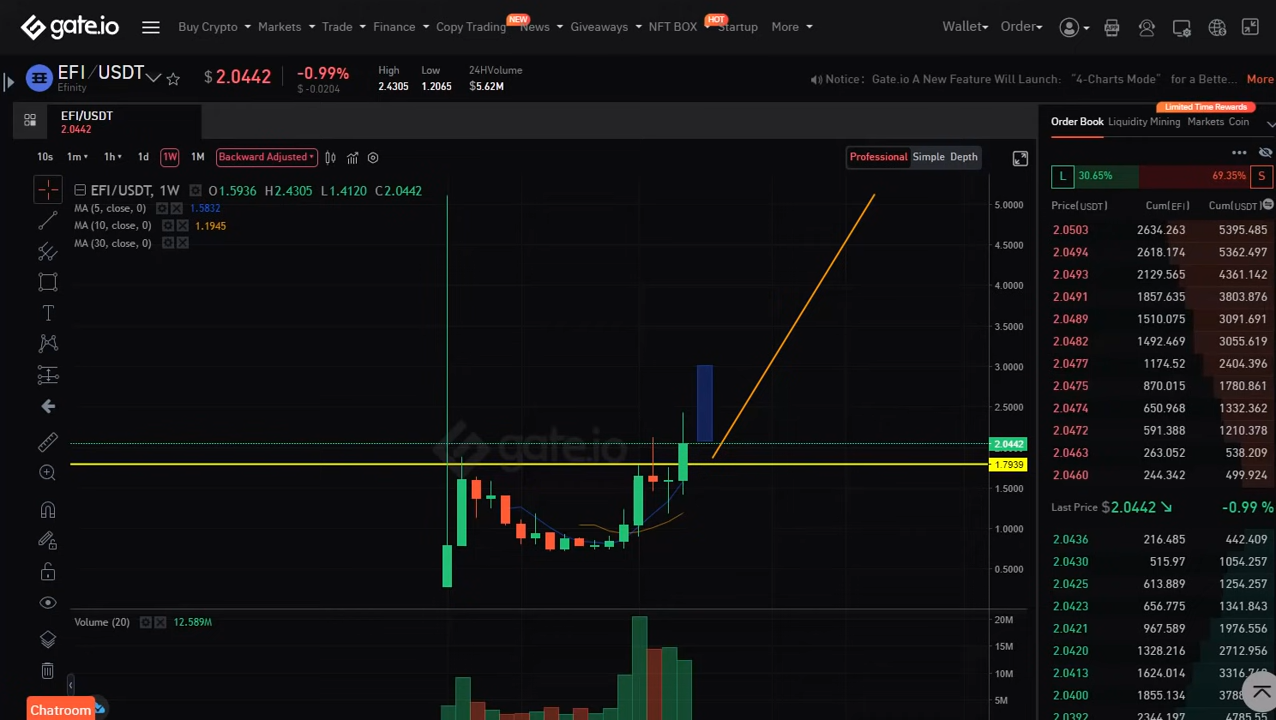 gate.io
Buy Crypto Markets Trade Finance Copy Trading NEW News Giveaways NFT BOX HOT Startup More Wallet Order
EFI/USDT
Efinity
$ 2.0442
-0.99%
$ -0.0204
High
2.4305
Low
1.2065
24HVolume
$5.62M
Notice: Gate.io A New Feature Will Launch: "4-Charts Mode" for a Bette... More
EFI/USDT
2.0442
Limited Time Rewards
Order Book Liquidity Mining Markets Coin
10s 1m 1h 1d 1W 1M Backward Adjusted
Professional Simple Depth
L 30.65% 69.35% S
EFI/USDT, 1W O1.5936 H2.4305 L1.4120 C2.0442
MA (5, close, 0) 1.5832
MA (10, close, 0) 1.1945
MA (30, close, 0)
5.0000
4.5000
4.0000
3.5000
3.0000
2.5000
2.0442
1.7939
1.5000
1.0000
0.5000
gate.io
Volume (20) 12.589M
20M
15M
10M
5M
Chatroom
Price(USDT) Cum(EFI) Cum(USDT)
2.0503 2634.263 5395.485
2.0494 2618.174 5362.497
2.0493 2129.565 4361.142
2.0491 1857.635 3803.876
2.0489 1510.075 3091.691
2.0482 1492.469 3055.619
2.0477 1174.52 2404.396
2.0475 870.015 1780.861
2.0474 650.968 1332.362
2.0472 591.388 1210.378
2.0463 263.052 538.209
2.0460 244.342 499.924
Last Price $2.0442 -0.99 %
2.0436 216.485 442.409
2.0430 515.97 1054.257
2.0425 613.889 1254.257
2.0423 656.775 1341.843
2.0421 967.589 1976.556
2.0420 1328.216 2712.956
2.0413 1624.014
2.0400 1855.134
2.0392